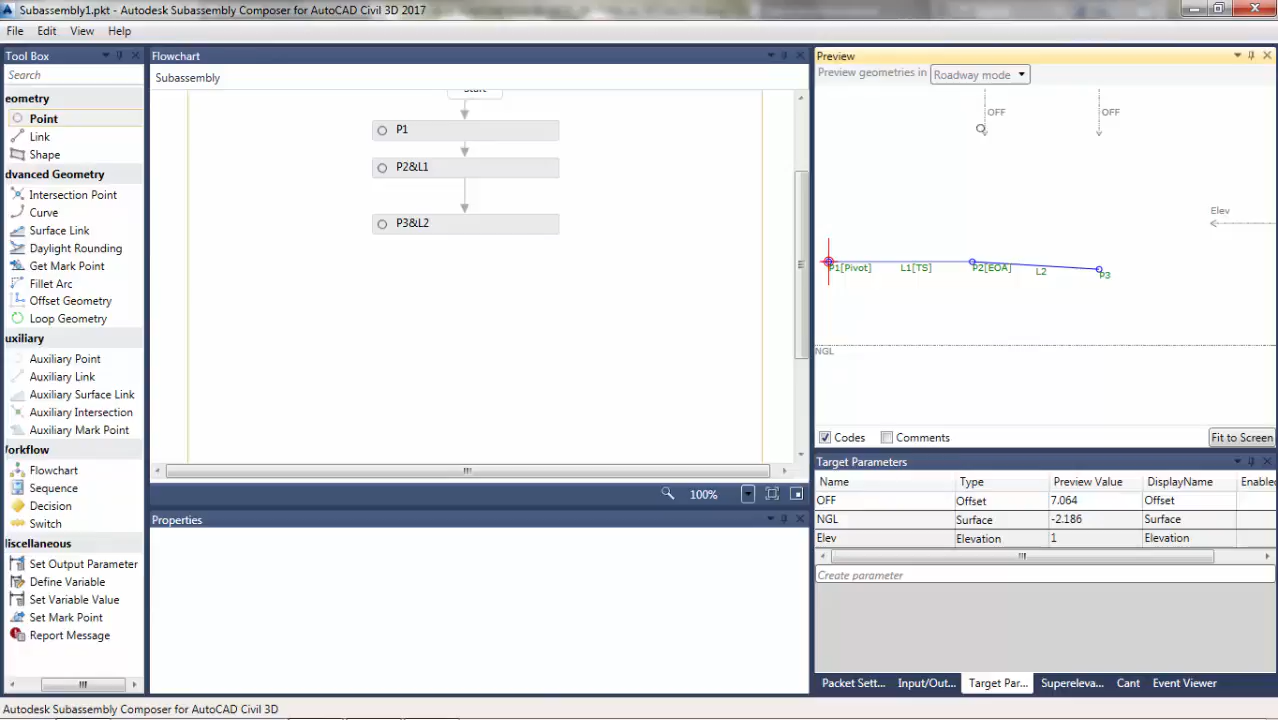 Subassembly1.pkt - Autodesk Subassembly Composer for AutoCAD Civil 3D 2017
File Edit View Help
Tool Box
Search
eometry
Point
Link
Shape
dvanced Geometry
Intersection Point
Curve
Surface Link
Daylight Rounding
Get Mark Point
Fillet Arc
Offset Geometry
Loop Geometry
uxiliary
Auxiliary Point
Auxiliary Link
Auxiliary Surface Link
Auxiliary Intersection
Auxiliary Mark Point
orkflow
Flowchart
Sequence
Decision
Switch
iscellaneous
Set Output Parameter
Define Variable
Set Variable Value
Set Mark Point
Report Message
Flowchart
Subassembly
Start
P1
P2&L1
P3&L2
100%
Properties
Preview
Preview geometries in Roadway mode
OFF OFF
Elev
P1[Pivot] L1[TS] P2[EOA] L2 P3
NGL
Codes Comments Fit to Screen
Target Parameters
Name Type Preview Value DisplayName Enabled
OFF Offset 7.064 Offset
NGL Surface -2.186 Surface
Elev Elevation 1 Elevation
Create parameter
Packet Sett... Input/Out... Target Par... Supereleva... Cant Event Viewer
Autodesk Subassembly Composer for AutoCAD Civil 3D